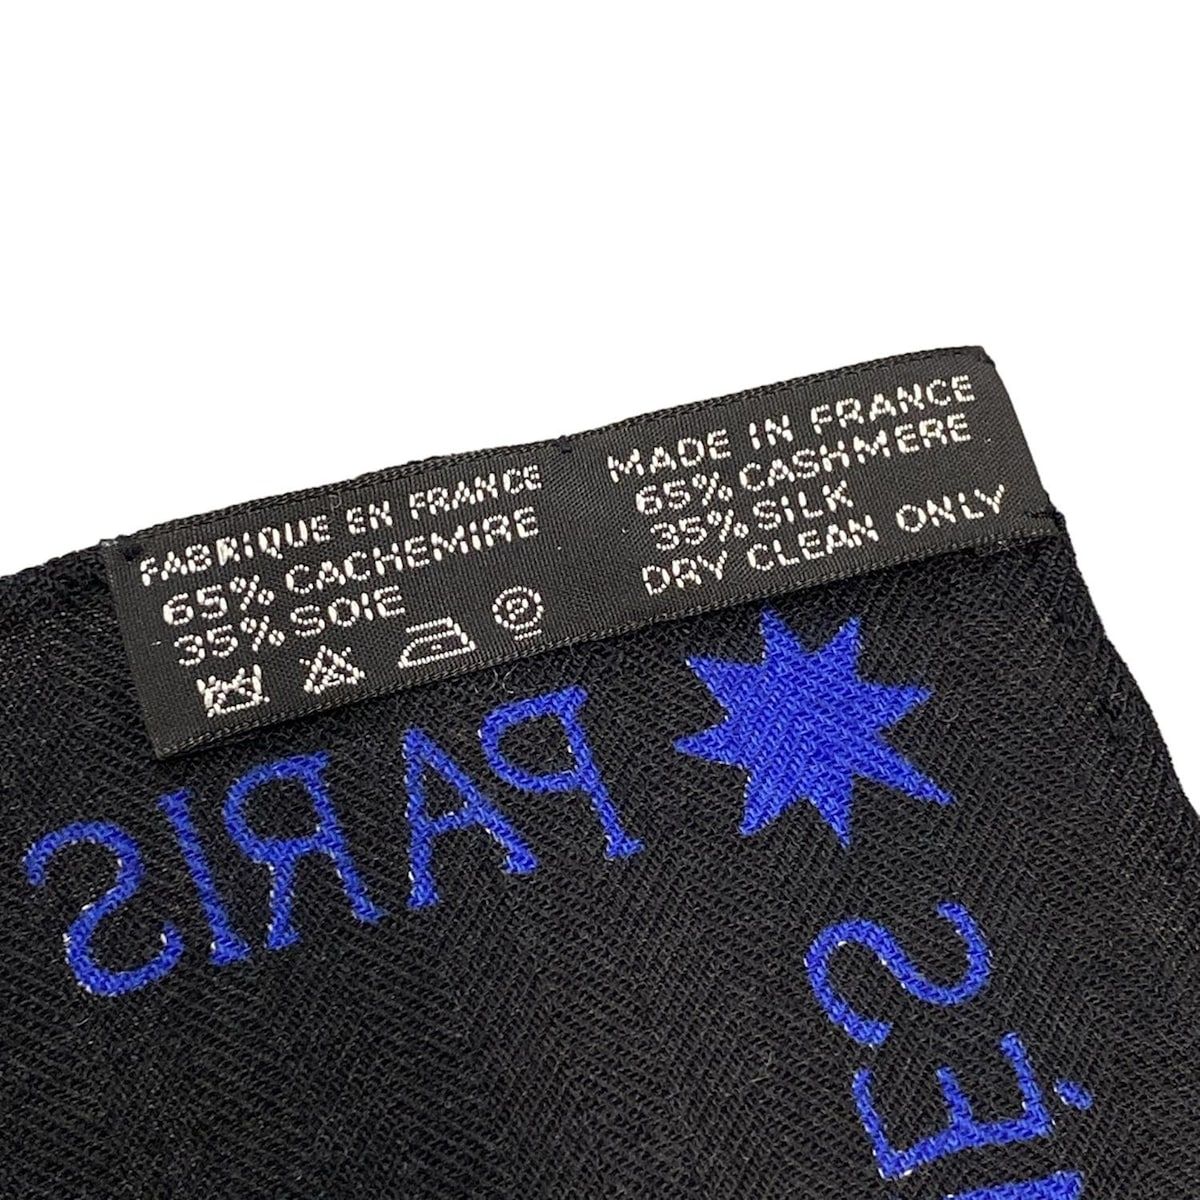 FABRIQUE EN FRANCE
65% CACHEMIRE
35% SOIE
MADE IN FRANCE
65% CASHMERE
35% SILK
DRY CLEAN ONLY
PARIS